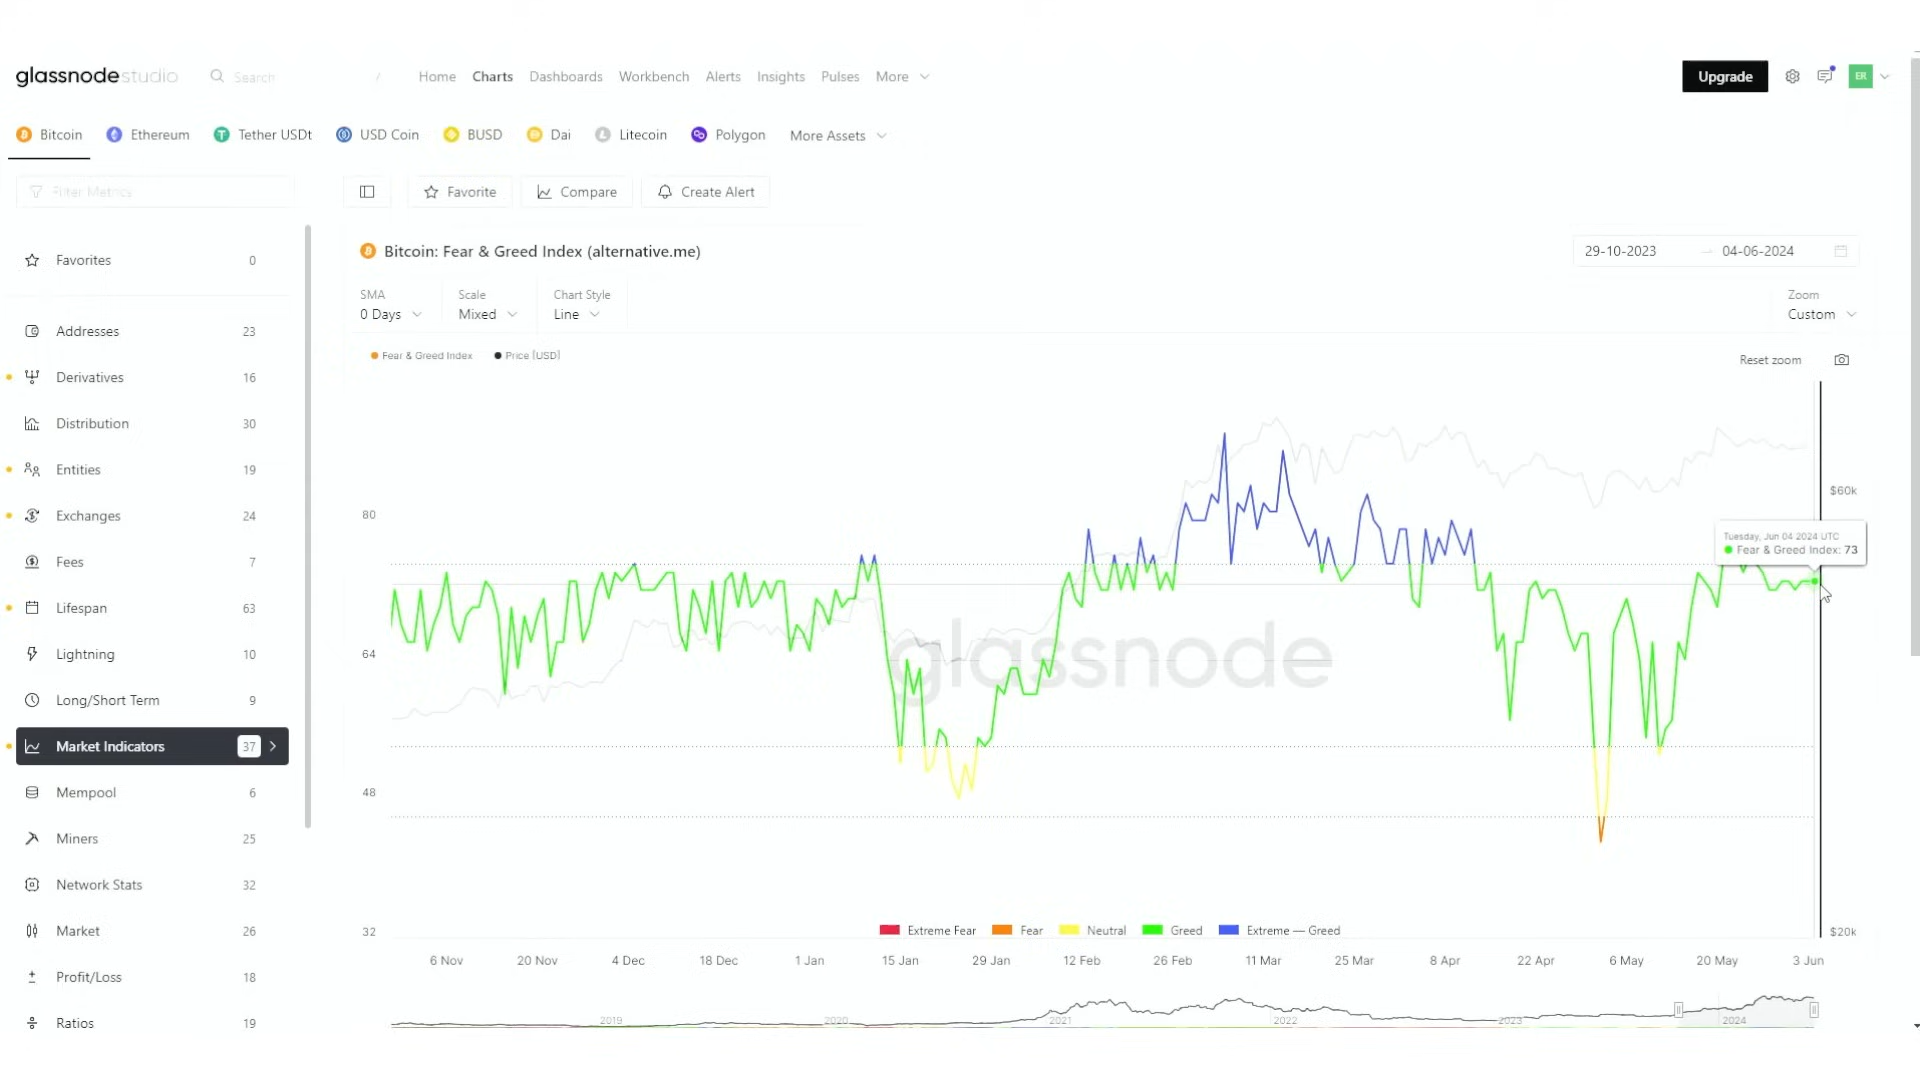 glassnode studio Search / Home Charts Dashboards Workbench Alerts Insights Pulses More Upgrade ER
Bitcoin Ethereum Tether USDt USD Coin BUSD Dai Litecoin Polygon More Assets
Filter Metrics Favorite Compare Create Alert
Bitcoin: Fear & Greed Index (alternative.me) 29-10-2023 → 04-06-2024
SMA Scale Chart Style Zoom
0 Days Mixed Line Custom
Fear & Greed Index Price [USD] Reset zoom
Favorites 0
Addresses 23
Derivatives 16
Distribution 30
Entities 19
Exchanges 24
Fees 7
Lifespan 63
Lightning 10
Long/Short Term 9
Market Indicators 37
Mempool 6
Miners 25
Network Stats 32
Market 26
Profit/Loss 18
Ratios 19
80
64
48
32
$60k
$20k
Tuesday, Jun 04 2024 UTC
Fear & Greed Index: 73
glassnode
Extreme Fear Fear Neutral Greed Extreme — Greed
6 Nov 20 Nov 4 Dec 18 Dec 1 Jan 15 Jan 29 Jan 12 Feb 26 Feb 11 Mar 25 Mar 8 Apr 22 Apr 6 May 20 May 3 Jun
2019 2020 2021 2022 2023 2024